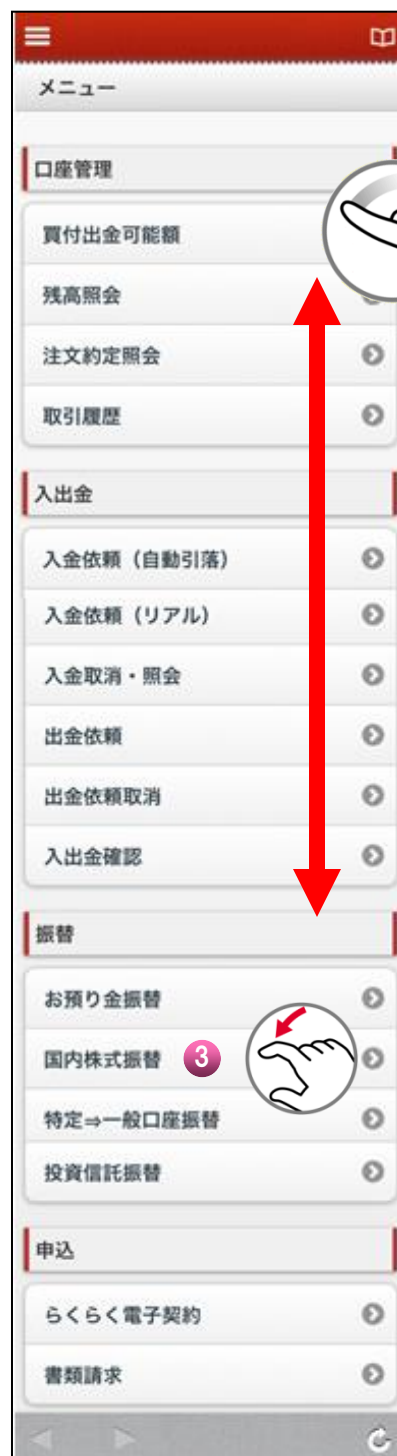 メニュー
口座管理
買付出金可能額
残高照会
注文約定照会
取引履歴
入出金
入金依頼（自動引落）
入金依頼（リアル）
入金取消・照会
出金依頼
出金依頼取消
入出金確認
振替
お預り金振替
国内株式振替 3
特定⇒一般口座振替
投資信託振替
申込
らくらく電子契約
書類請求